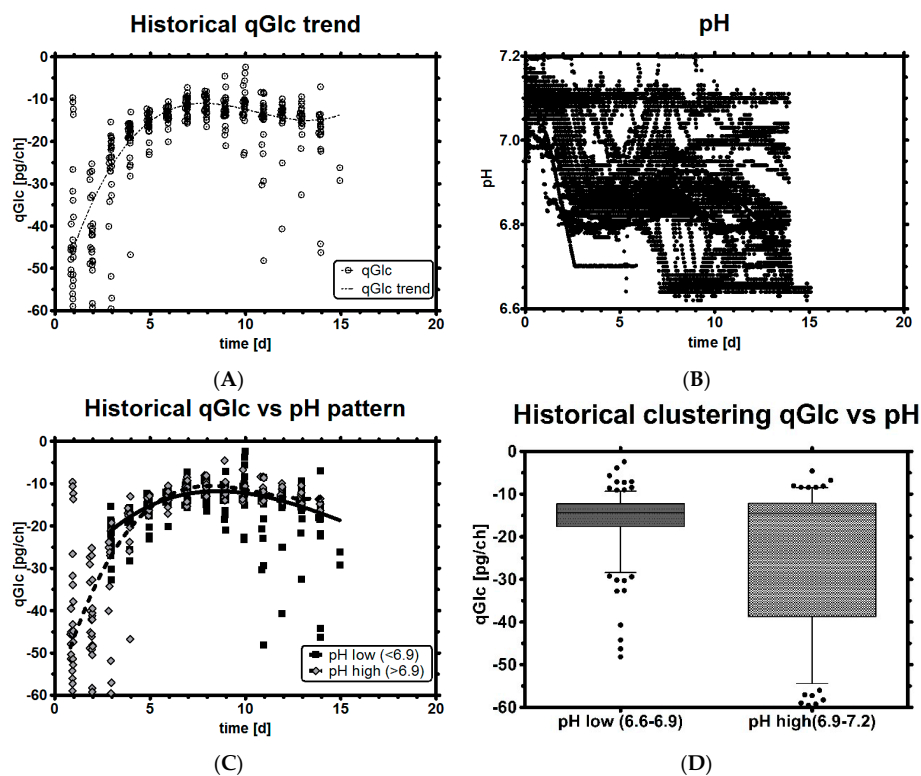 Historical qGlc trend
0
-10
-20
-30
-40
-50
-60
qGlc [pg/ch]
0
5
10
15
20
time [d]
qGlc
qGlc trend
(A)
pH
7.2
7.0
6.8
6.6
pH
0
5
10
15
20
time [d]
(B)
Historical qGlc vs pH pattern
0
-10
-20
-30
-40
-50
-60
qGlc [pg/ch]
0
5
10
15
20
time [d]
pH low (<6.9)
pH high (>6.9)
(C)
Historical clustering qGlc vs pH
0
-10
-20
-30
-40
-50
-60
qGlc [pg/ch]
pH low (6.6-6.9)
pH high(6.9-7.2)
(D)